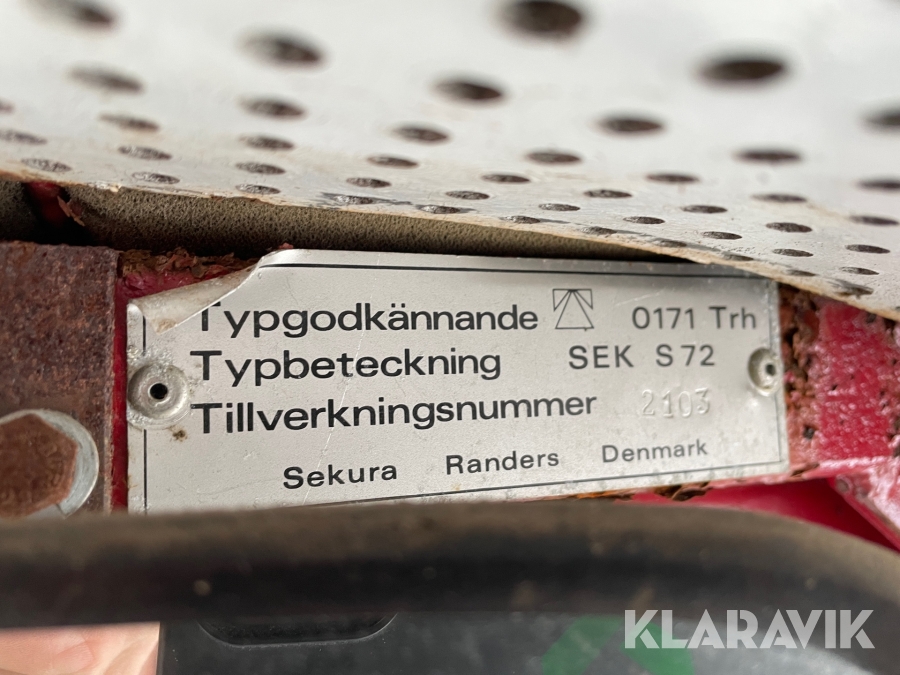 Typgodkännande 0171 Trh
Typbeteckning SEK S72
Tillverkningsnummer 2103
Sekura Randers Denmark
KLARAVIK